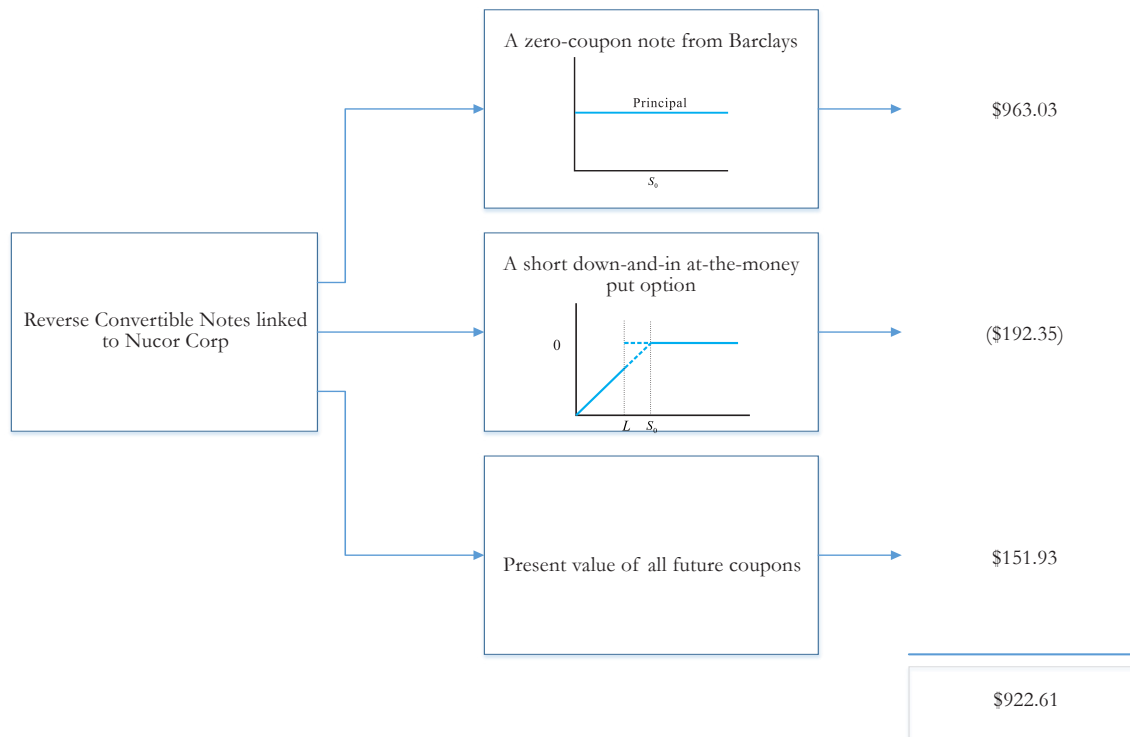 A zero-coupon note from Barclays
Principal
S₀
$963.03
Reverse Convertible Notes linked
to Nucor Corp
A short down-and-in at-the-money
put option
0
L S₀
($192.35)
Present value of all future coupons
$151.93
$922.61